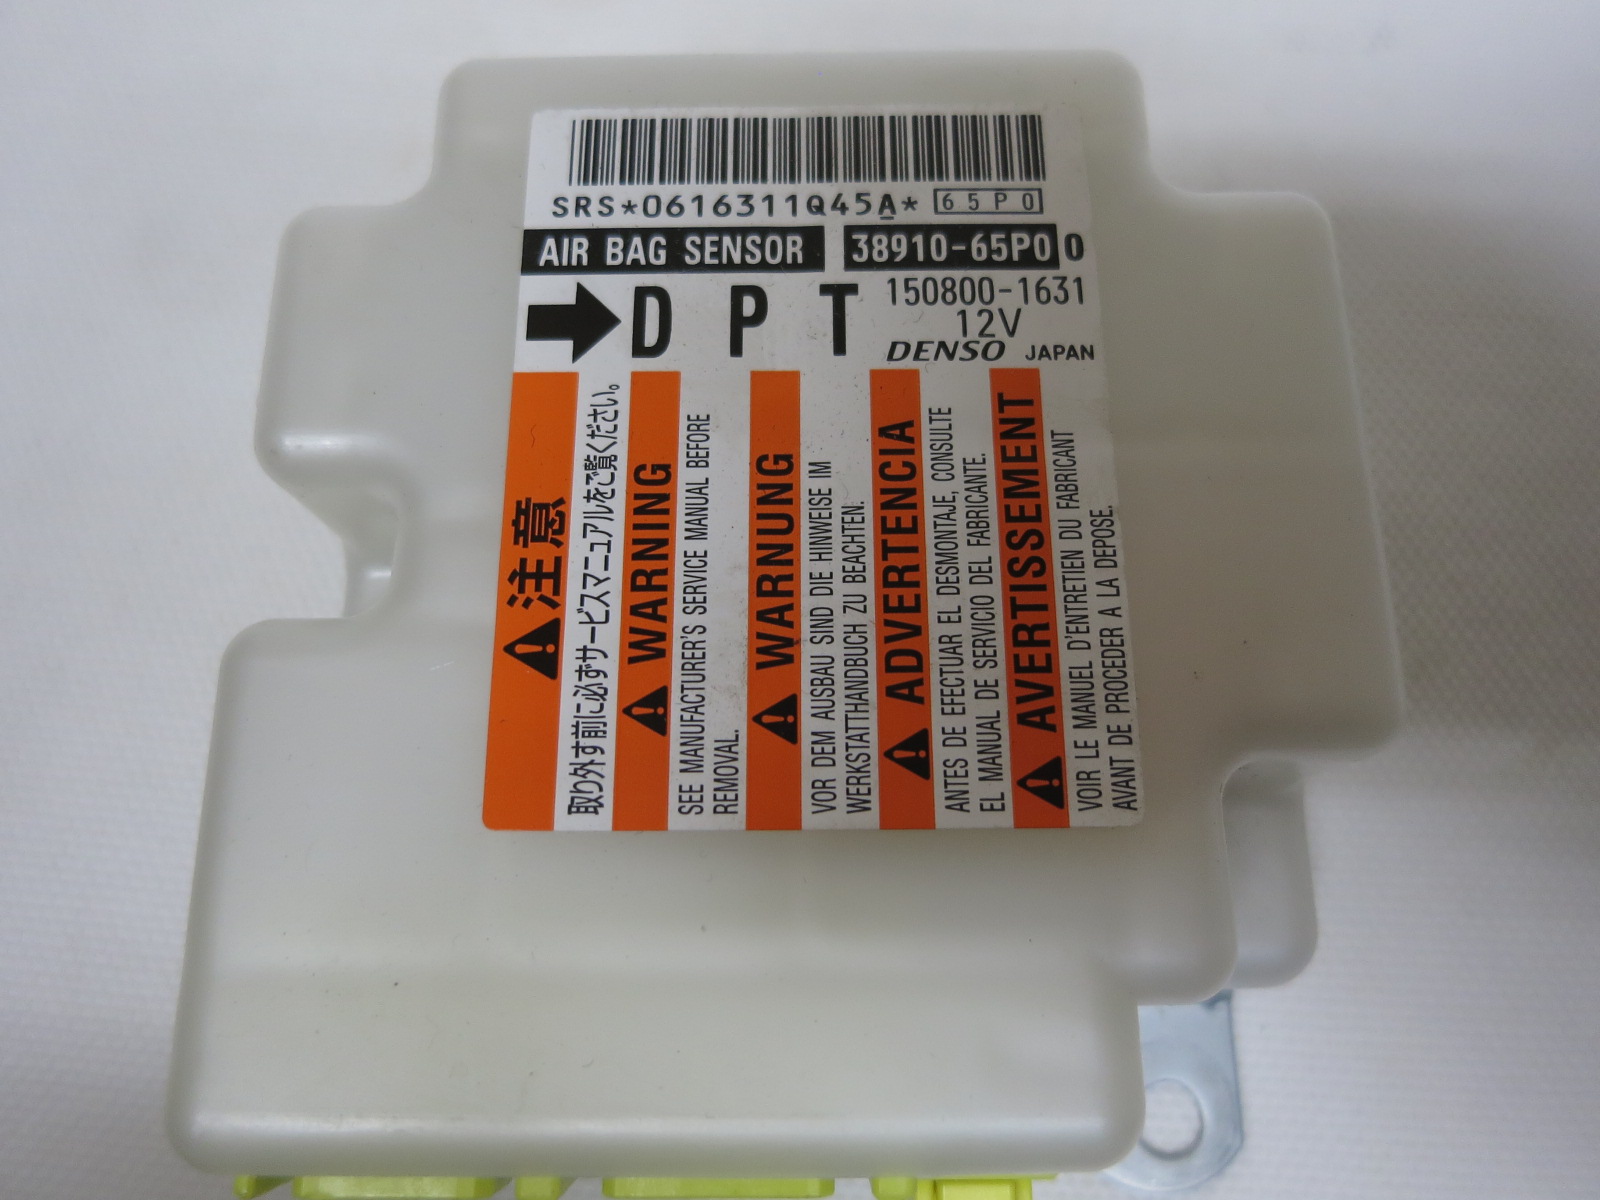 SRS*0616311Q45A* 65P0
AIR BAG SENSOR 38910-65P0 0
D P T 150800-1631
12V
DENSO JAPAN
注意
取り外す前に必ずサービスマニュアルをご覧ください。
WARNING
SEE MANUFACTURER'S SERVICE MANUAL BEFORE
REMOVAL.
WARNUNG
VOR DEM AUSBAU SIND DIE HINWEISE IM
WERKSTATTHANDBUCH ZU BEACHTEN.
ADVERTENCIA
ANTES DE EFECTUAR EL DESMONTAJE, CONSULTE
EL MANUAL DE SERVICIO DEL FABRICANTE.
AVERTISSEMENT
VOIR LE MANUEL D'ENTRETIEN DU FABRICANT
AVANT DE PROCEDER A LA DEPOSE.